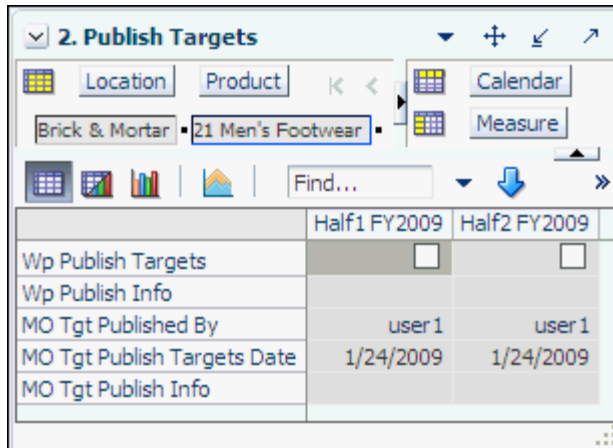 2. Publish Targets
Location Product Calendar
Brick & Mortar 21 Men's Footwear Measure
Find...
Half1 FY2009 Half2 FY2009
Wp Publish Targets
Wp Publish Info
MO Tgt Published By user1 user1
MO Tgt Publish Targets Date 1/24/2009 1/24/2009
MO Tgt Publish Info